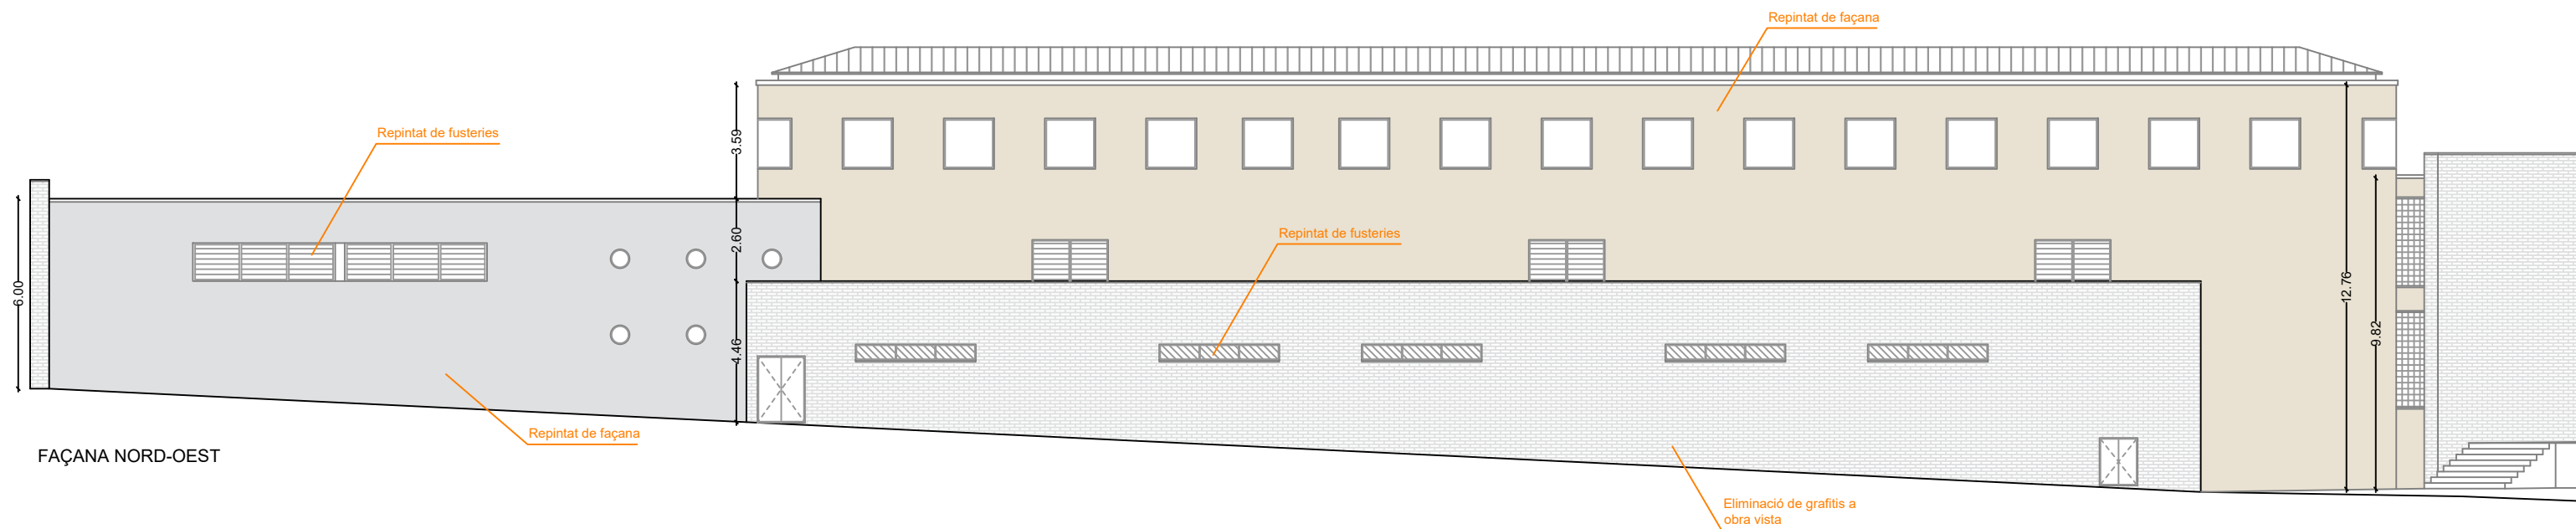 Repintat de façana
Repintat de fusteries
3.59
Repintat de fusteries
2.60
6.00
12.76
9.82
4.46
Repintat de façana
FAÇANA NORD-OEST
Eliminació de grafitis a
obra vista